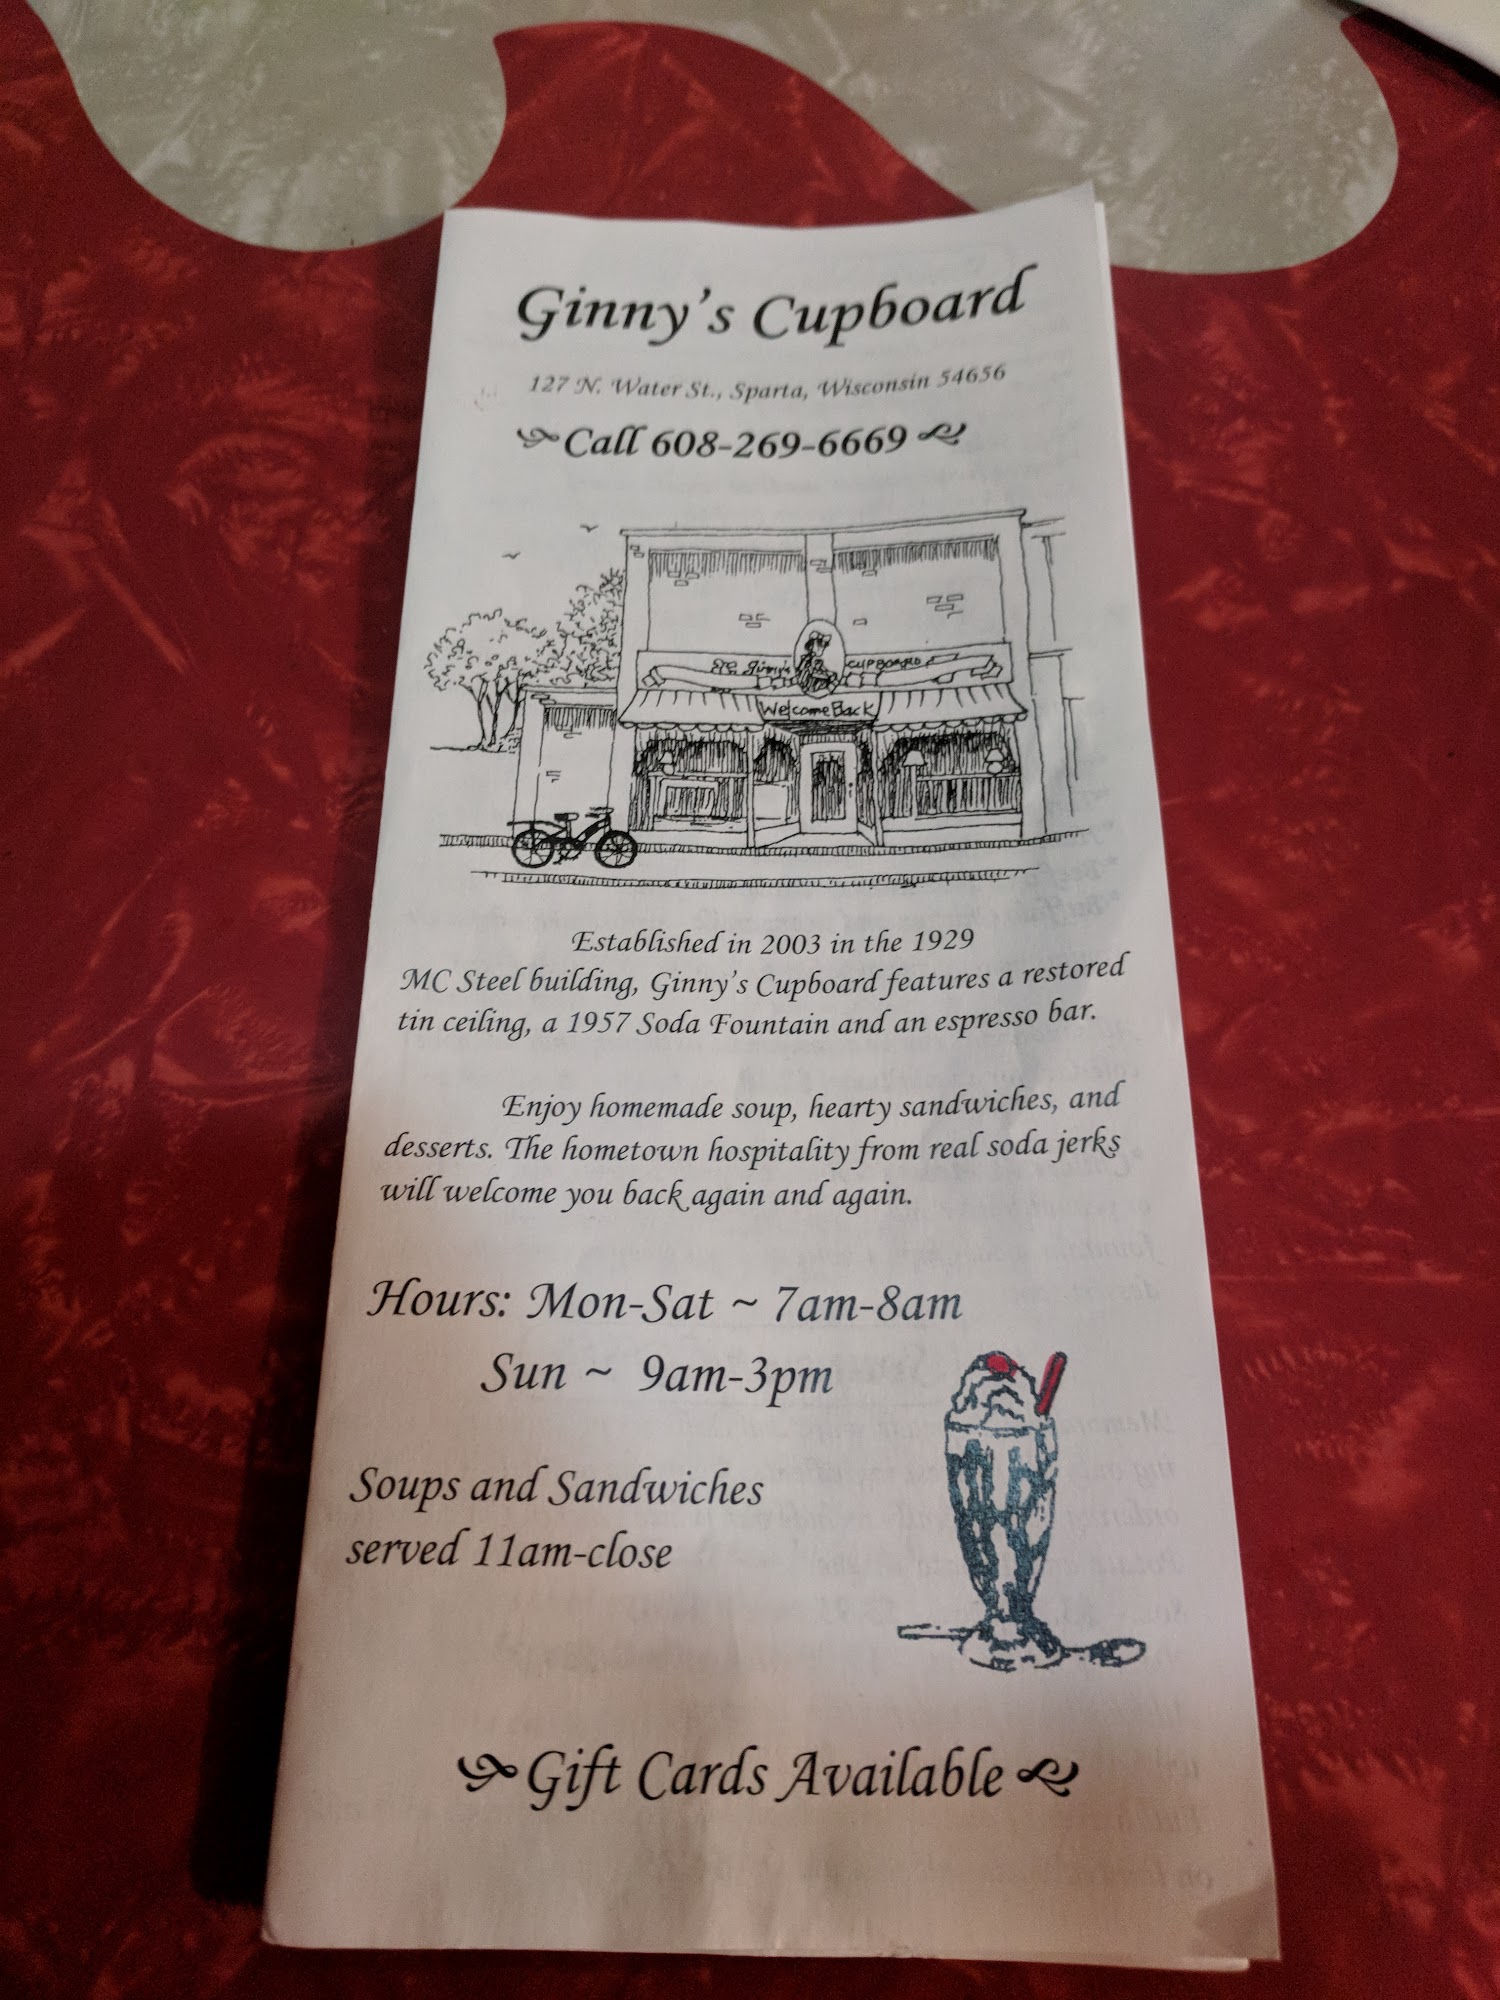 Ginny's Cupboard
127 N. Water St., Sparta, Wisconsin 54656
Call 608-269-6669
Ginny's CUPBOARD
Welcome Back
Established in 2003 in the 1929
MC Steel building, Ginny's Cupboard features a restored
tin ceiling, a 1957 Soda Fountain and an espresso bar.
Enjoy homemade soup, hearty sandwiches, and
desserts. The hometown hospitality from real soda jerks
will welcome you back again and again.
Hours: Mon-Sat ~ 7am-8am
Sun ~ 9am-3pm
Soups and Sandwiches
served 11am-close
Gift Cards Available